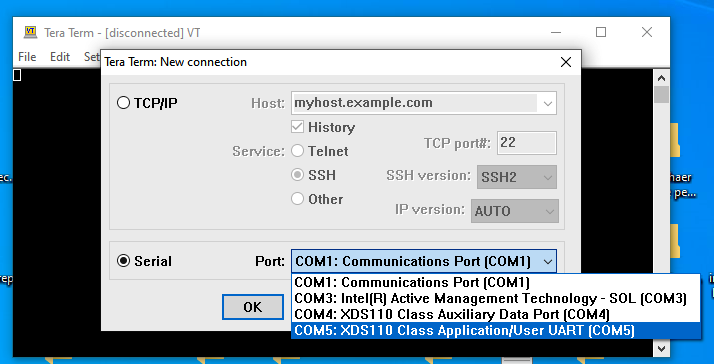 Tera Term - [disconnected] VT
File Edit Set
Tera Term: New connection
TCP/IP
Host: myhost.example.com
History
Service: Telnet
TCP port#: 22
SSH
SSH version: SSH2
Other
IP version: AUTO
Serial
Port: COM1: Communications Port (COM1)
COM1: Communications Port (COM1)
COM3: Intel(R) Active Management Technology - SOL (COM3)
COM4: XDS110 Class Auxiliary Data Port (COM4)
COM5: XDS110 Class Application/User UART (COM5)
OK
ec.
haer
pe...
rep